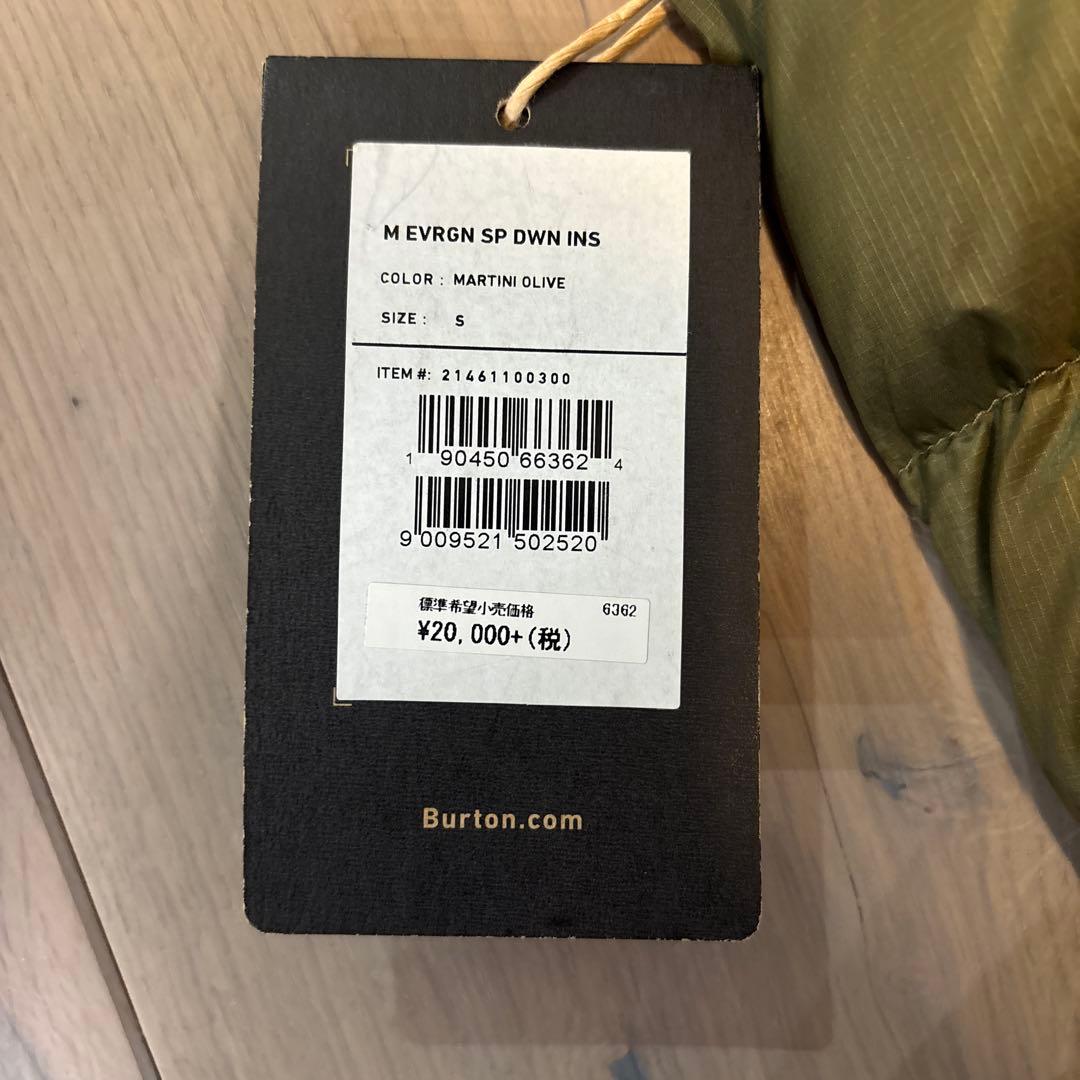 M EVRGN SP DWN INS
COLOR : MARTINI OLIVE
SIZE : S
ITEM #: 21461100300
1 90450 66362 4
9 009521 502520
標準希望小売価格 6362
¥20,000+(税)
Burton.com